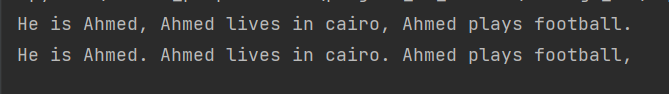 He is Ahmed, Ahmed lives in cairo, Ahmed plays football.
He is Ahmed. Ahmed lives in cairo. Ahmed plays football,